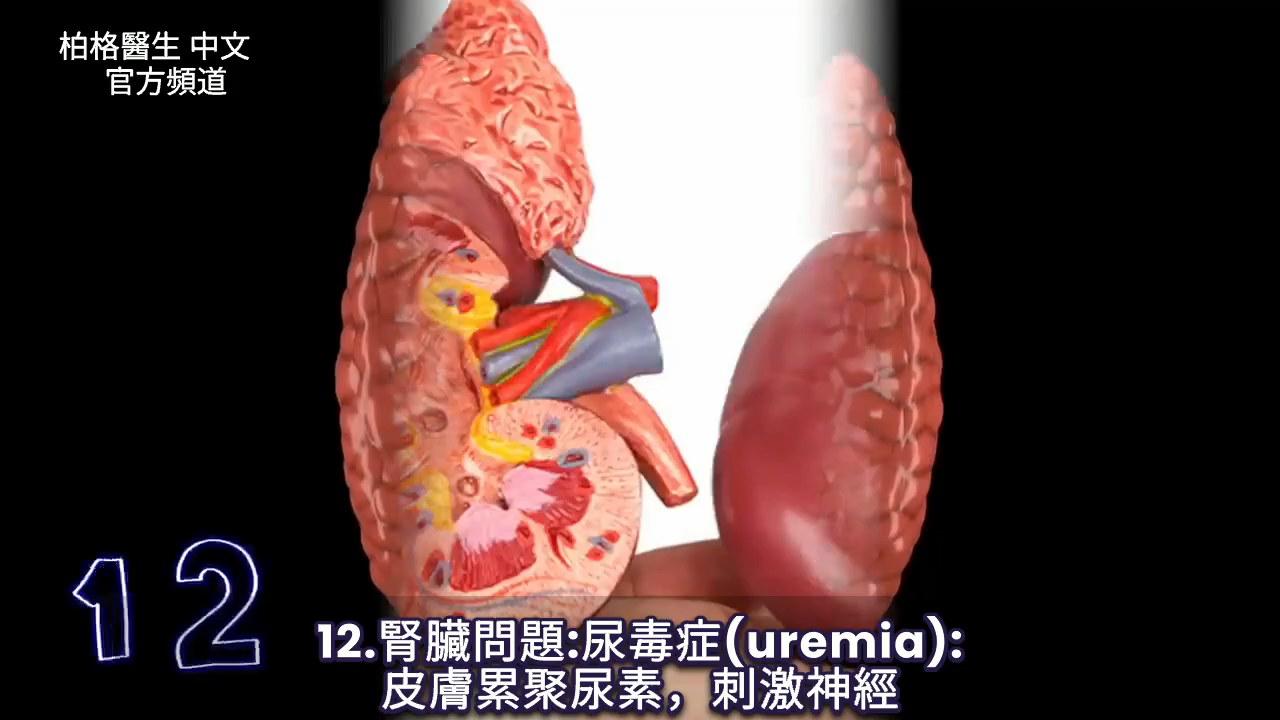 柏格醫生 中文
官方頻道
12
12.腎臟問題:尿毒症(uremia):
皮膚累聚尿素，刺激神經